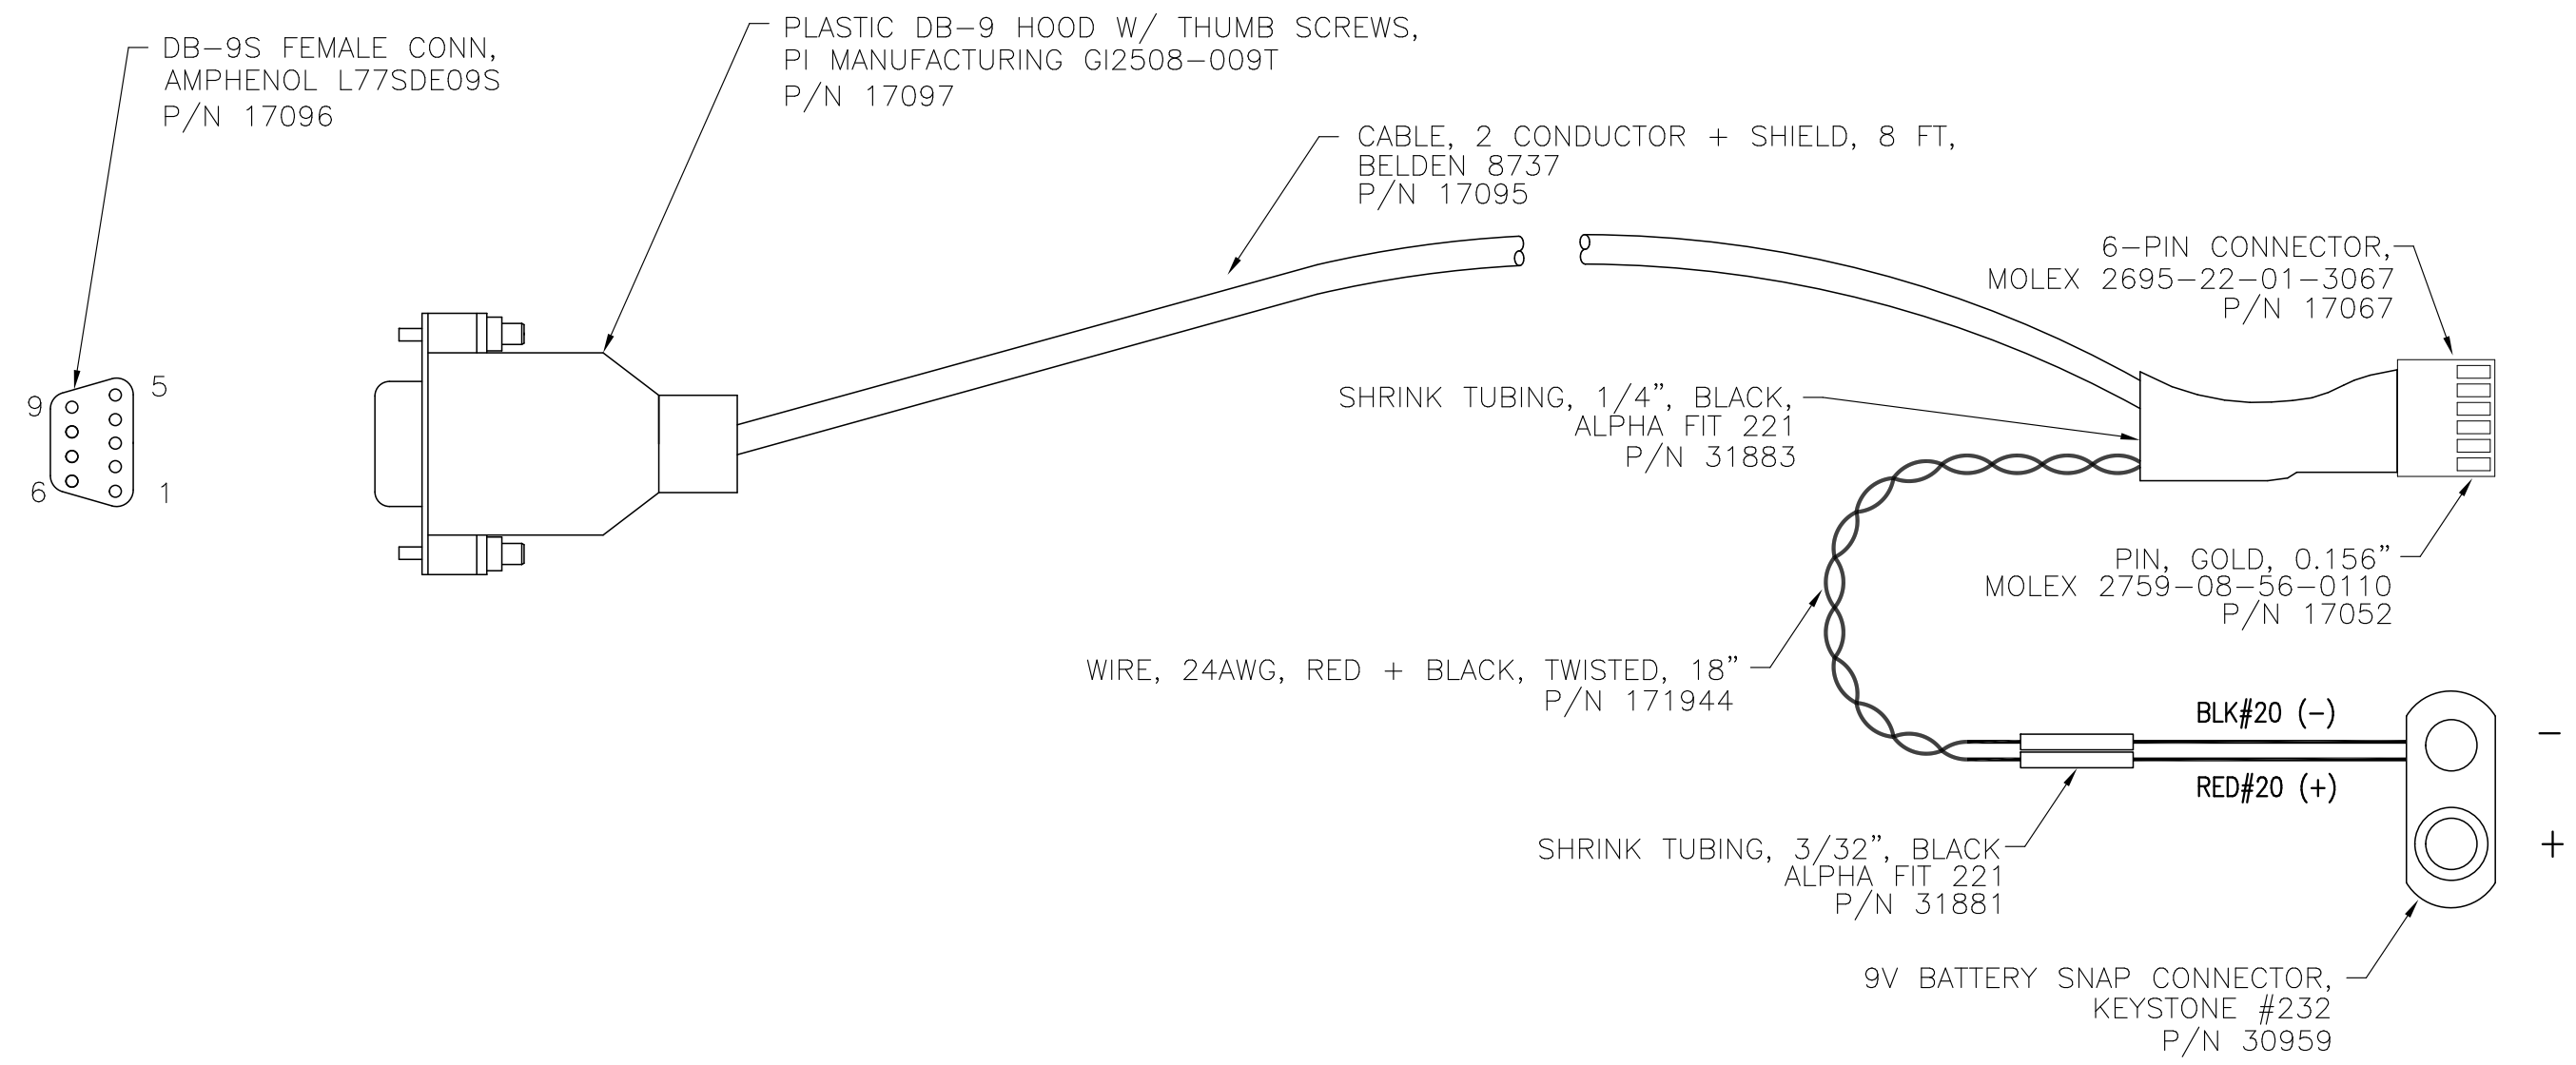 DB-9S FEMALE CONN,
AMPHENOL L77SDE09S
P/N 17096
PLASTIC DB-9 HOOD W/ THUMB SCREWS,
PI MANUFACTURING GI2508-009T
P/N 17097
CABLE, 2 CONDUCTOR + SHIELD, 8 FT,
BELDEN 8737
P/N 17095
6-PIN CONNECTOR,
MOLEX 2695-22-01-3067
P/N 17067
9
5
6
1
SHRINK TUBING, 1/4”, BLACK,
ALPHA FIT 221
P/N 31883
PIN, GOLD, 0.156”
MOLEX 2759-08-56-0110
P/N 17052
WIRE, 24AWG, RED + BLACK, TWISTED, 18”
P/N 171944
BLK#20 (-)
RED#20 (+)
-
+
SHRINK TUBING, 3/32”, BLACK
ALPHA FIT 221
P/N 31881
9V BATTERY SNAP CONNECTOR,
KEYSTONE #232
P/N 30959